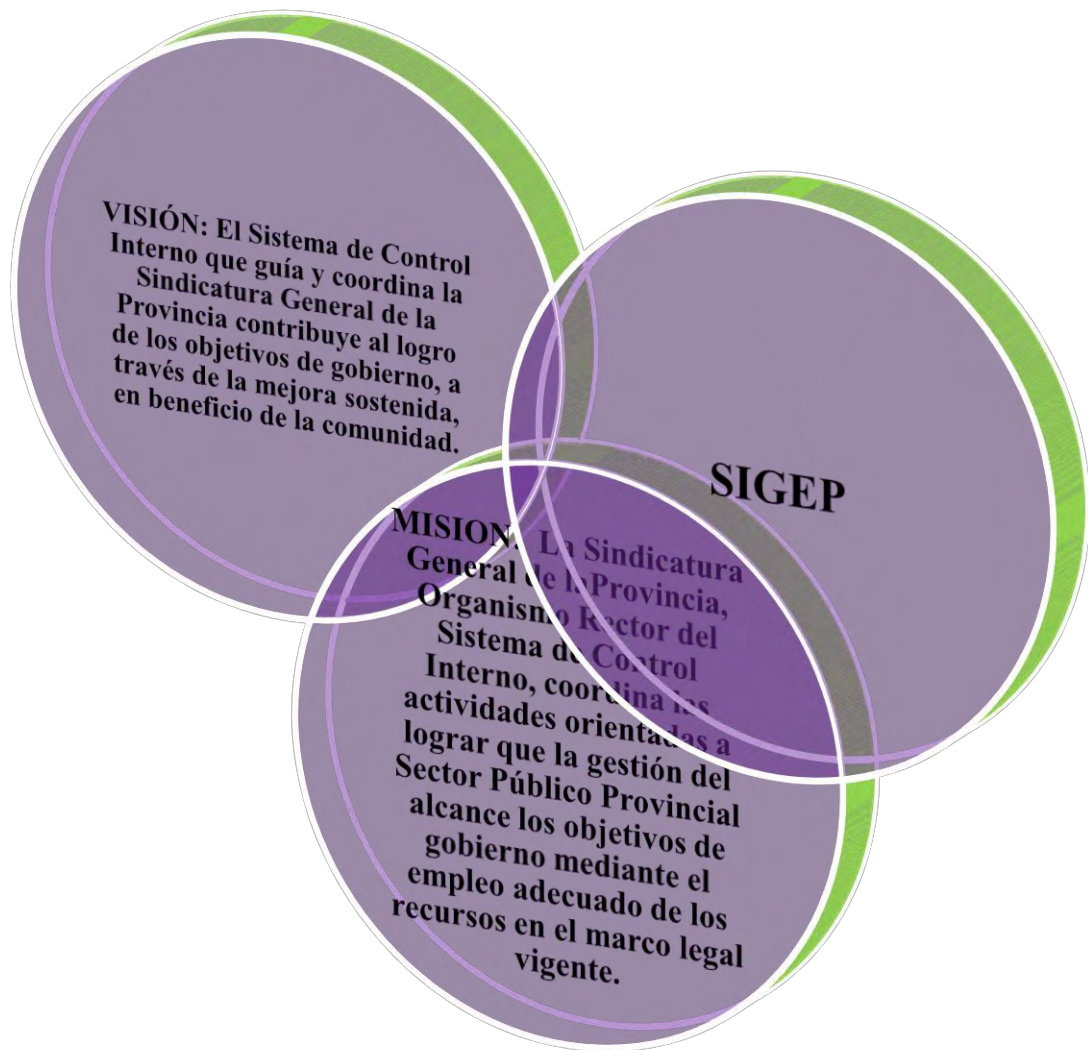 VISIÓN: El Sistema de Control
Interno que guía y coordina la
Sindicatura General de la
Provincia contribuye al logro
de los objetivos de gobierno, a
través de la mejora sostenida,
en beneficio de la comunidad.
SIGEP
MISION: La Sindicatura
General de laProvincia,
Organismo Rector del
Sistema de Control
Interno, coordina las
actividades orientadas a
lograr que la gestión del
Sector Público Provincial
alcance los objetivos de
gobierno mediante el
empleo adecuado de los
recursos en el marco legal
vigente.